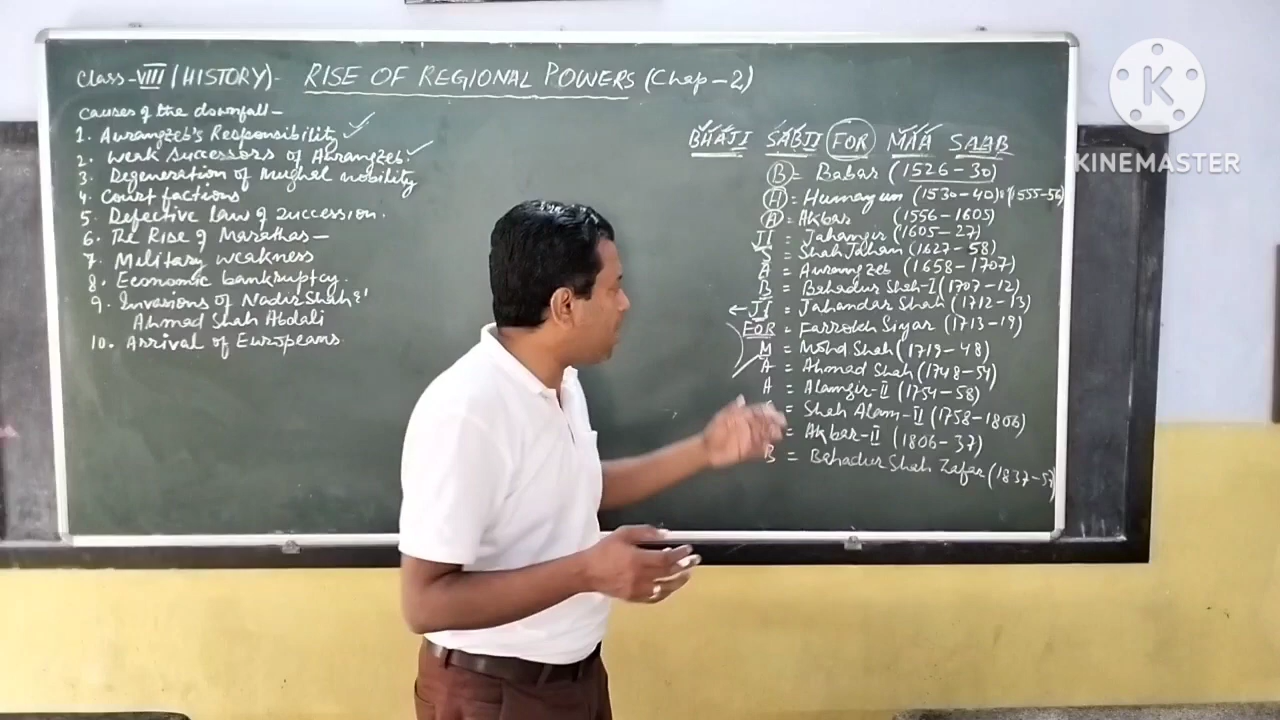 Class-VIII (HISTORY)- RISE OF REGIONAL POWERS (Chap-2)
causes of the downfall-
1. Aurangzeb's Responsibility ✓
2. Weak successors of Aurangzeb. ✓
3. Degeneration of Mughal nobility
4. Court factions
5. Defective law of succession.
6. The Rise of Marathas-
7. Military weakness
8. Economic bankruptcy.
9. Invasions of Nadir Shah &
Ahmad Shah Abdali
10. Arrival of Europeans
BHAJI SABJI FOR MAA SAAB
B = Babar (1526-30)
H = Humayun (1530-40) & (1555-56)
A = Akbar (1556-1605)
JI = Jahangir (1605-27)
S = Shah Jahan (1627-58)
A = Aurangzeb (1658-1707)
B = Bahadur Shah-I (1707-12)
JI = Jahandar Shah (1712-13)
FOR = Farrokh Siyar (1713-19)
M = Mohd Shah (1719-48)
A = Ahmad Shah (1748-54)
A = Alamgir-II (1754-58)
= Shah Alam-II (1758-1806)
= Akbar-II (1806-37)
B = Bahadur Shah Zafar (1837-57)
K
KINEMASTER